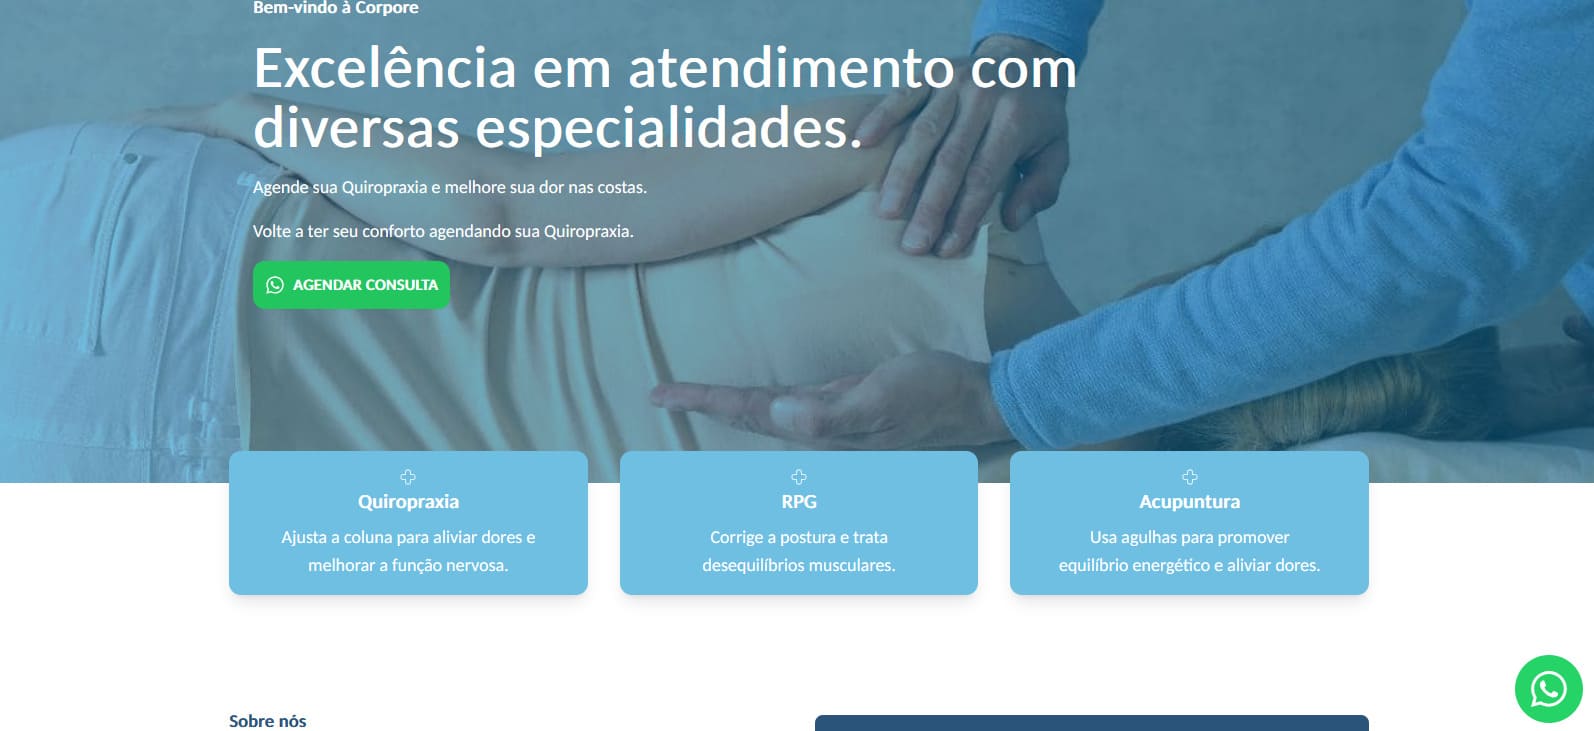 Bem-vindo à Corpore
Excelência em atendimento com
diversas especialidades.
Agende sua Quiropraxia e melhore sua dor nas costas.
Volte a ter seu conforto agendando sua Quiropraxia.
AGENDAR CONSULTA
Quiropraxia
Ajusta a coluna para aliviar dores e
melhorar a função nervosa.
RPG
Corrige a postura e trata
desequilíbrios musculares.
Acupuntura
Usa agulhas para promover
equilíbrio energético e aliviar dores.
Sobre nós